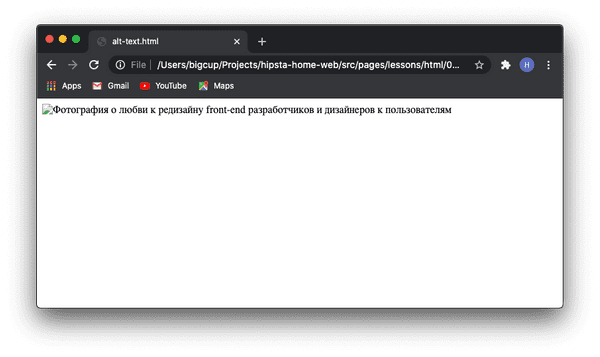 alt-text.html
File | /Users/bigcup/Projects/hipsta-home-web/src/pages/lessons/html/0...
H
Apps Gmail YouTube Maps
Фотография о любви к редизайну front-end разработчиков и дизайнеров к пользователям